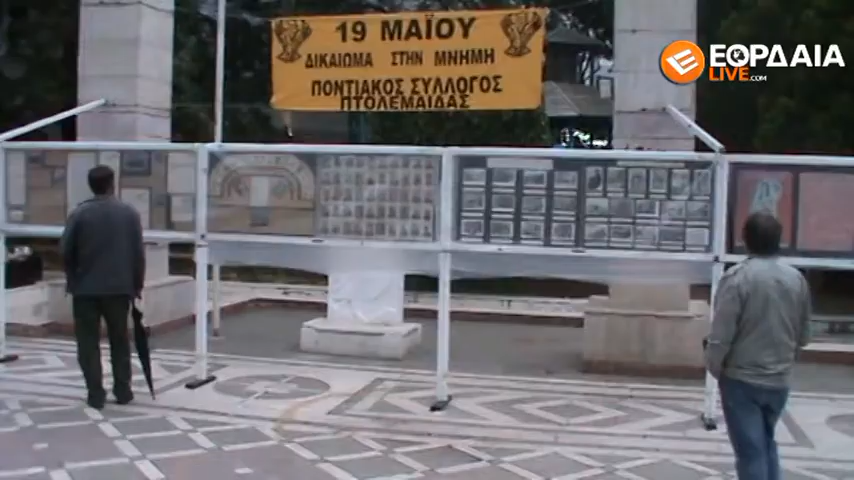 19 ΜΑΪΟΥ
ΔΙΚΑΙΩΜΑ ΣΤΗΝ ΜΝΗΜΗ
ΠΟΝΤΙΑΚΟΣ ΣΥΛΛΟΓΟΣ
ΠΤΟΛΕΜΑΪΔΑΣ
e ΕΟΡΔΑΙΑ
LIVE.COM